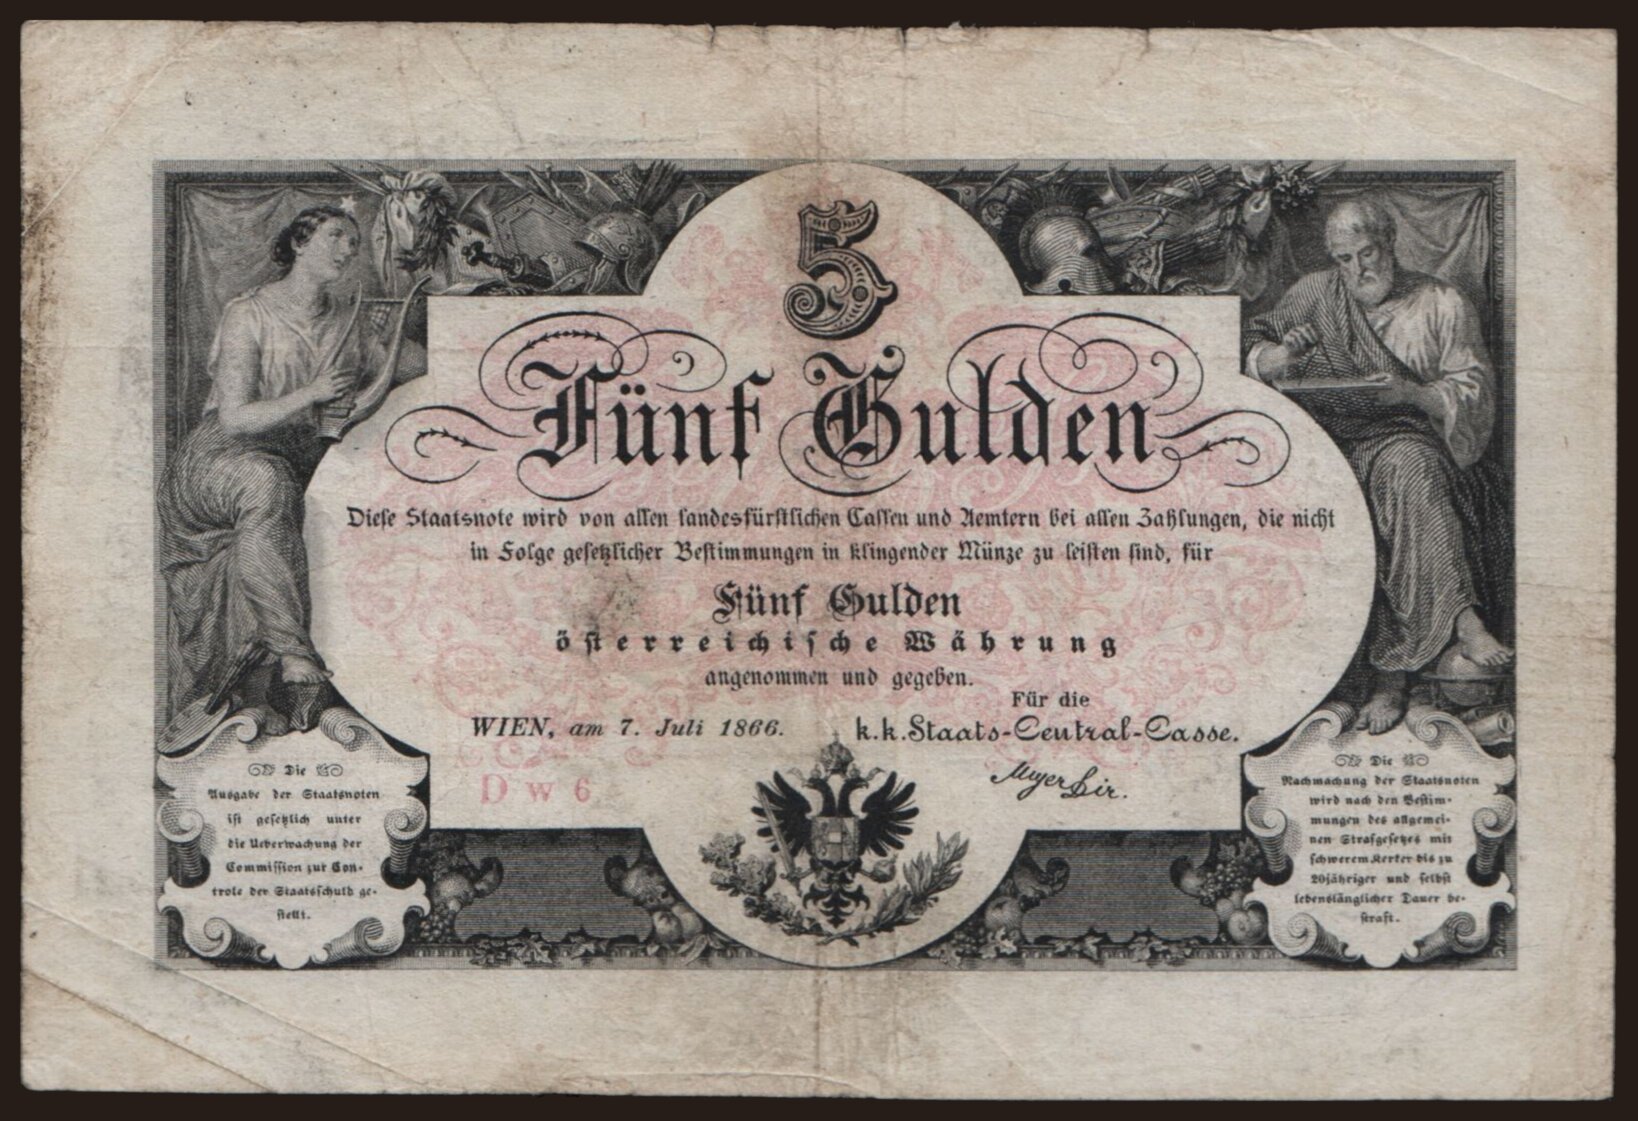 5
Fünf Gulden
Diese Staatsnote wird von allen landesfürstlichen Cassen und Aemtern bei allen Zahlungen, die nicht
in Folge gesetzlicher Bestimmungen in klingender Münze zu leisten sind, für
Fünf Gulden
österreichische Währung
angenommen und gegeben.
Für die
WIEN, am 7. Juli 1866.
k.k. Staats-Central-Casse.
D w 6
Die
Ausgabe der Staatsnoten
ist gesetzlich unter
die Ueberwachung der
Commission zur Con-
trole der Staatsschuld ge-
stellt.
Die
Nachmachung der Staatsnoten
wird nach den Bestim-
mungen des allgemei-
nen Strafgesetzes mit
schwerem Kerker bis zu
20jähriger und selbst
lebenslänglicher Dauer be-
straft.